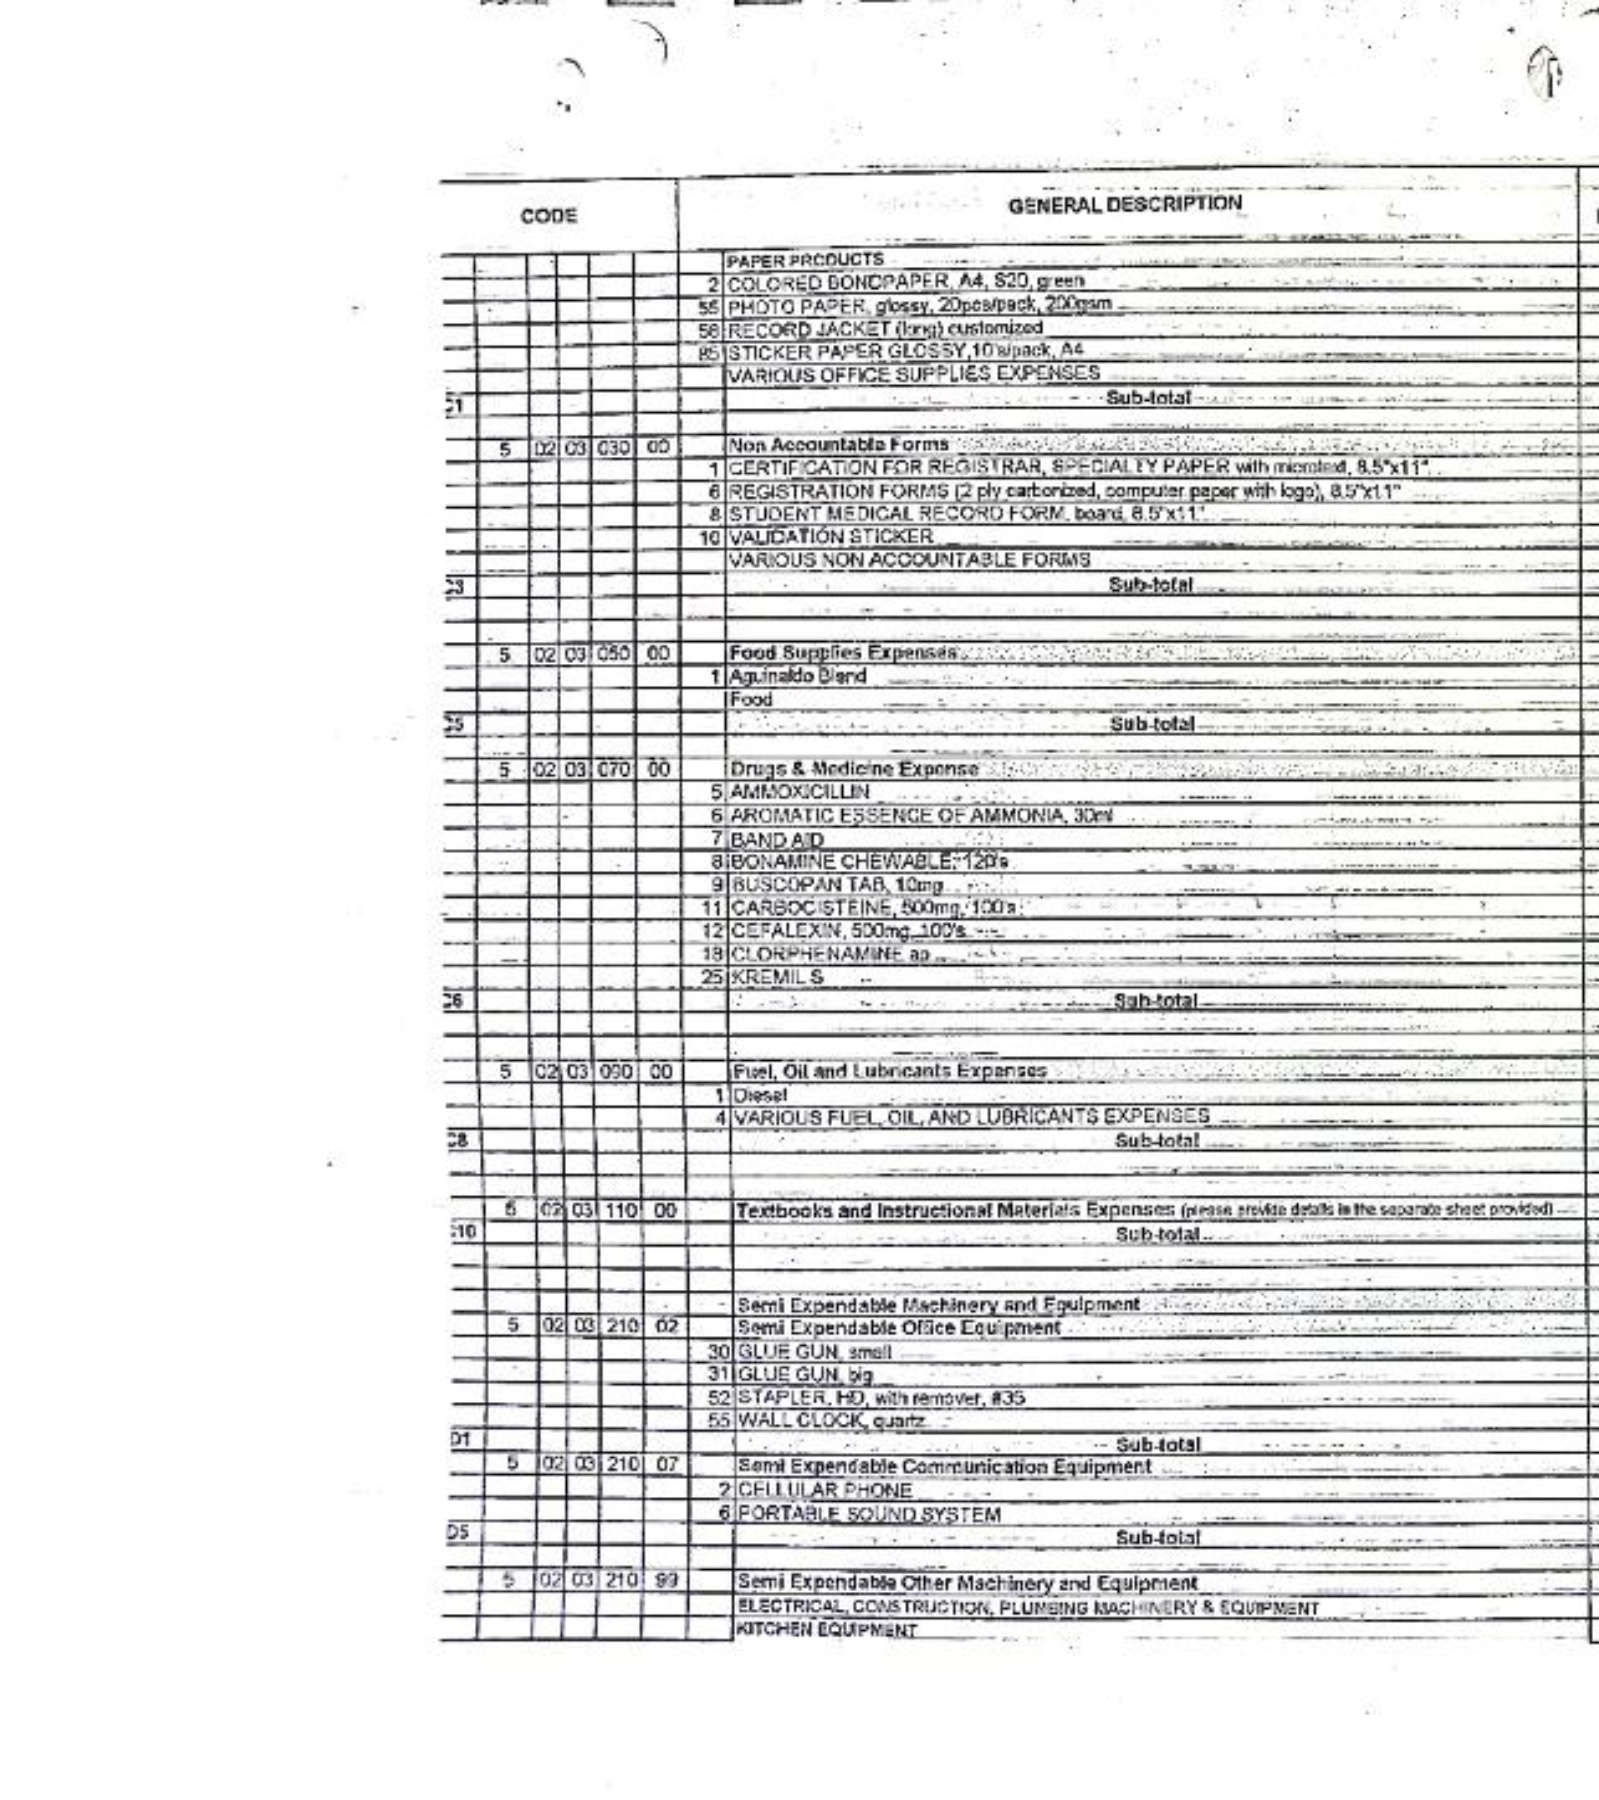 CODE GENERAL DESCRIPTION
PAPER PRODUCTS
2 COLORED BONDPAPER, A4, S20, green
55 PHOTO PAPER, glossy, 20pcs/pack, 200gsm
58 RECORD JACKET (long) customized
85 STICKER PAPER GLOSSY, 10's/pack, A4
VARIOUS OFFICE SUPPLIES EXPENSES
C1 Sub-total
5 02 03 030 00 Non Accountable Forms
1 CERTIFICATION FOR REGISTRAR, SPECIALTY PAPER with microtext, 8.5"x11"
6 REGISTRATION FORMS (2 ply carbonized, computer paper with logo), 8.5"x11"
8 STUDENT MEDICAL RECORD FORM, board, 8.5"x11"
10 VALIDATION STICKER
VARIOUS NON ACCOUNTABLE FORMS
C3 Sub-total
5 02 03 050 00 Food Supplies Expenses
1 Aguinaldo Blend
Food
C5 Sub-total
5 02 03 070 00 Drugs & Medicine Expense
5 AMMOXICILLIN
6 AROMATIC ESSENCE OF AMMONIA, 30ml
7 BAND AID
8 BONAMINE CHEWABLE, 120's
9 BUSCOPAN TAB, 10mg
11 CARBOCISTEINE, 500mg, 100's
12 CEFALEXIN, 500mg, 100's
18 CLORPHENAMINE ap
25 KREMIL S
C6 Sub-total
5 02 03 090 00 Fuel, Oil and Lubricants Expenses
1 Diesel
4 VARIOUS FUEL, OIL, AND LUBRICANTS EXPENSES
C8 Sub-total
5 02 03 110 00 Textbooks and Instructional Materials Expenses (please provide details in the separate sheet provided)
C10 Sub-total
Semi Expendable Machinery and Equipment
5 02 03 210 02 Semi Expendable Office Equipment
30 GLUE GUN, small
31 GLUE GUN, big
52 STAPLER, HD, with remover, #35
55 WALL CLOCK, quartz
D1 Sub-total
5 02 03 210 07 Semi Expendable Communication Equipment
2 CELLULAR PHONE
6 PORTABLE SOUND SYSTEM
D5 Sub-total
5 02 03 210 99 Semi Expendable Other Machinery and Equipment
ELECTRICAL, CONSTRUCTION, PLUMBING MACHINERY & EQUIPMENT
KITCHEN EQUIPMENT